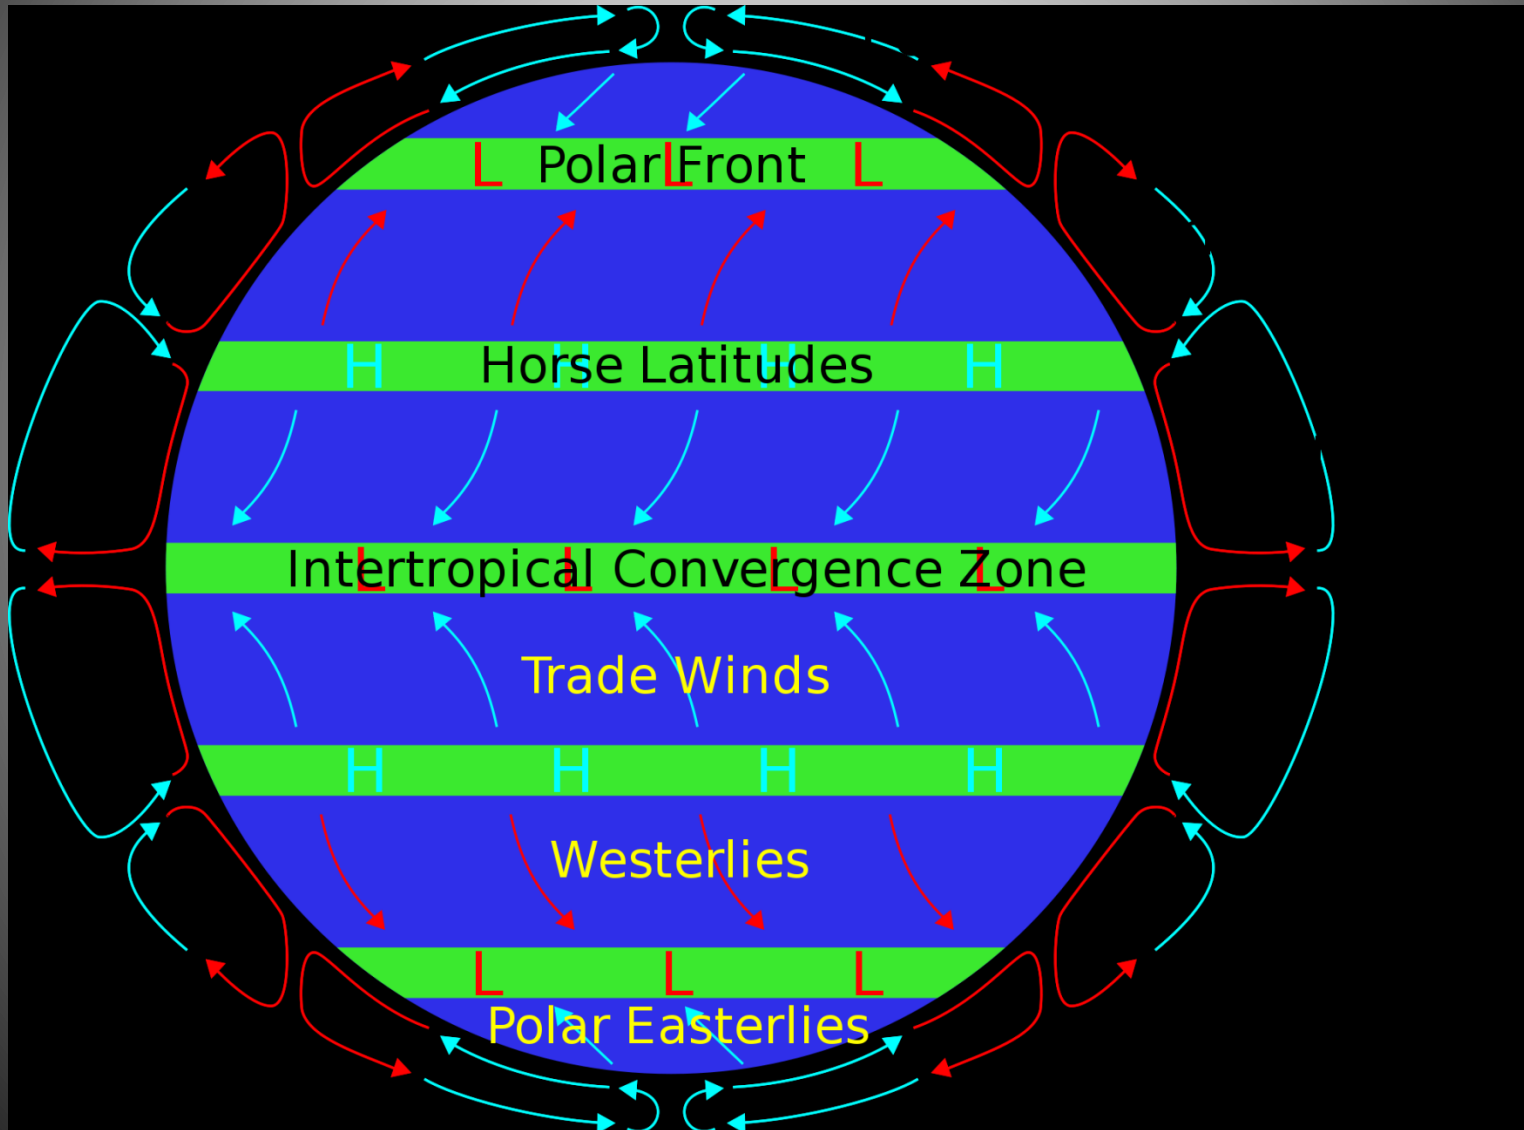 L L L
Polar Front
H H H H
Horse Latitudes
L L L L
Intertropical Convergence Zone
Trade Winds
H H H H
Westerlies
L L L
Polar Easterlies